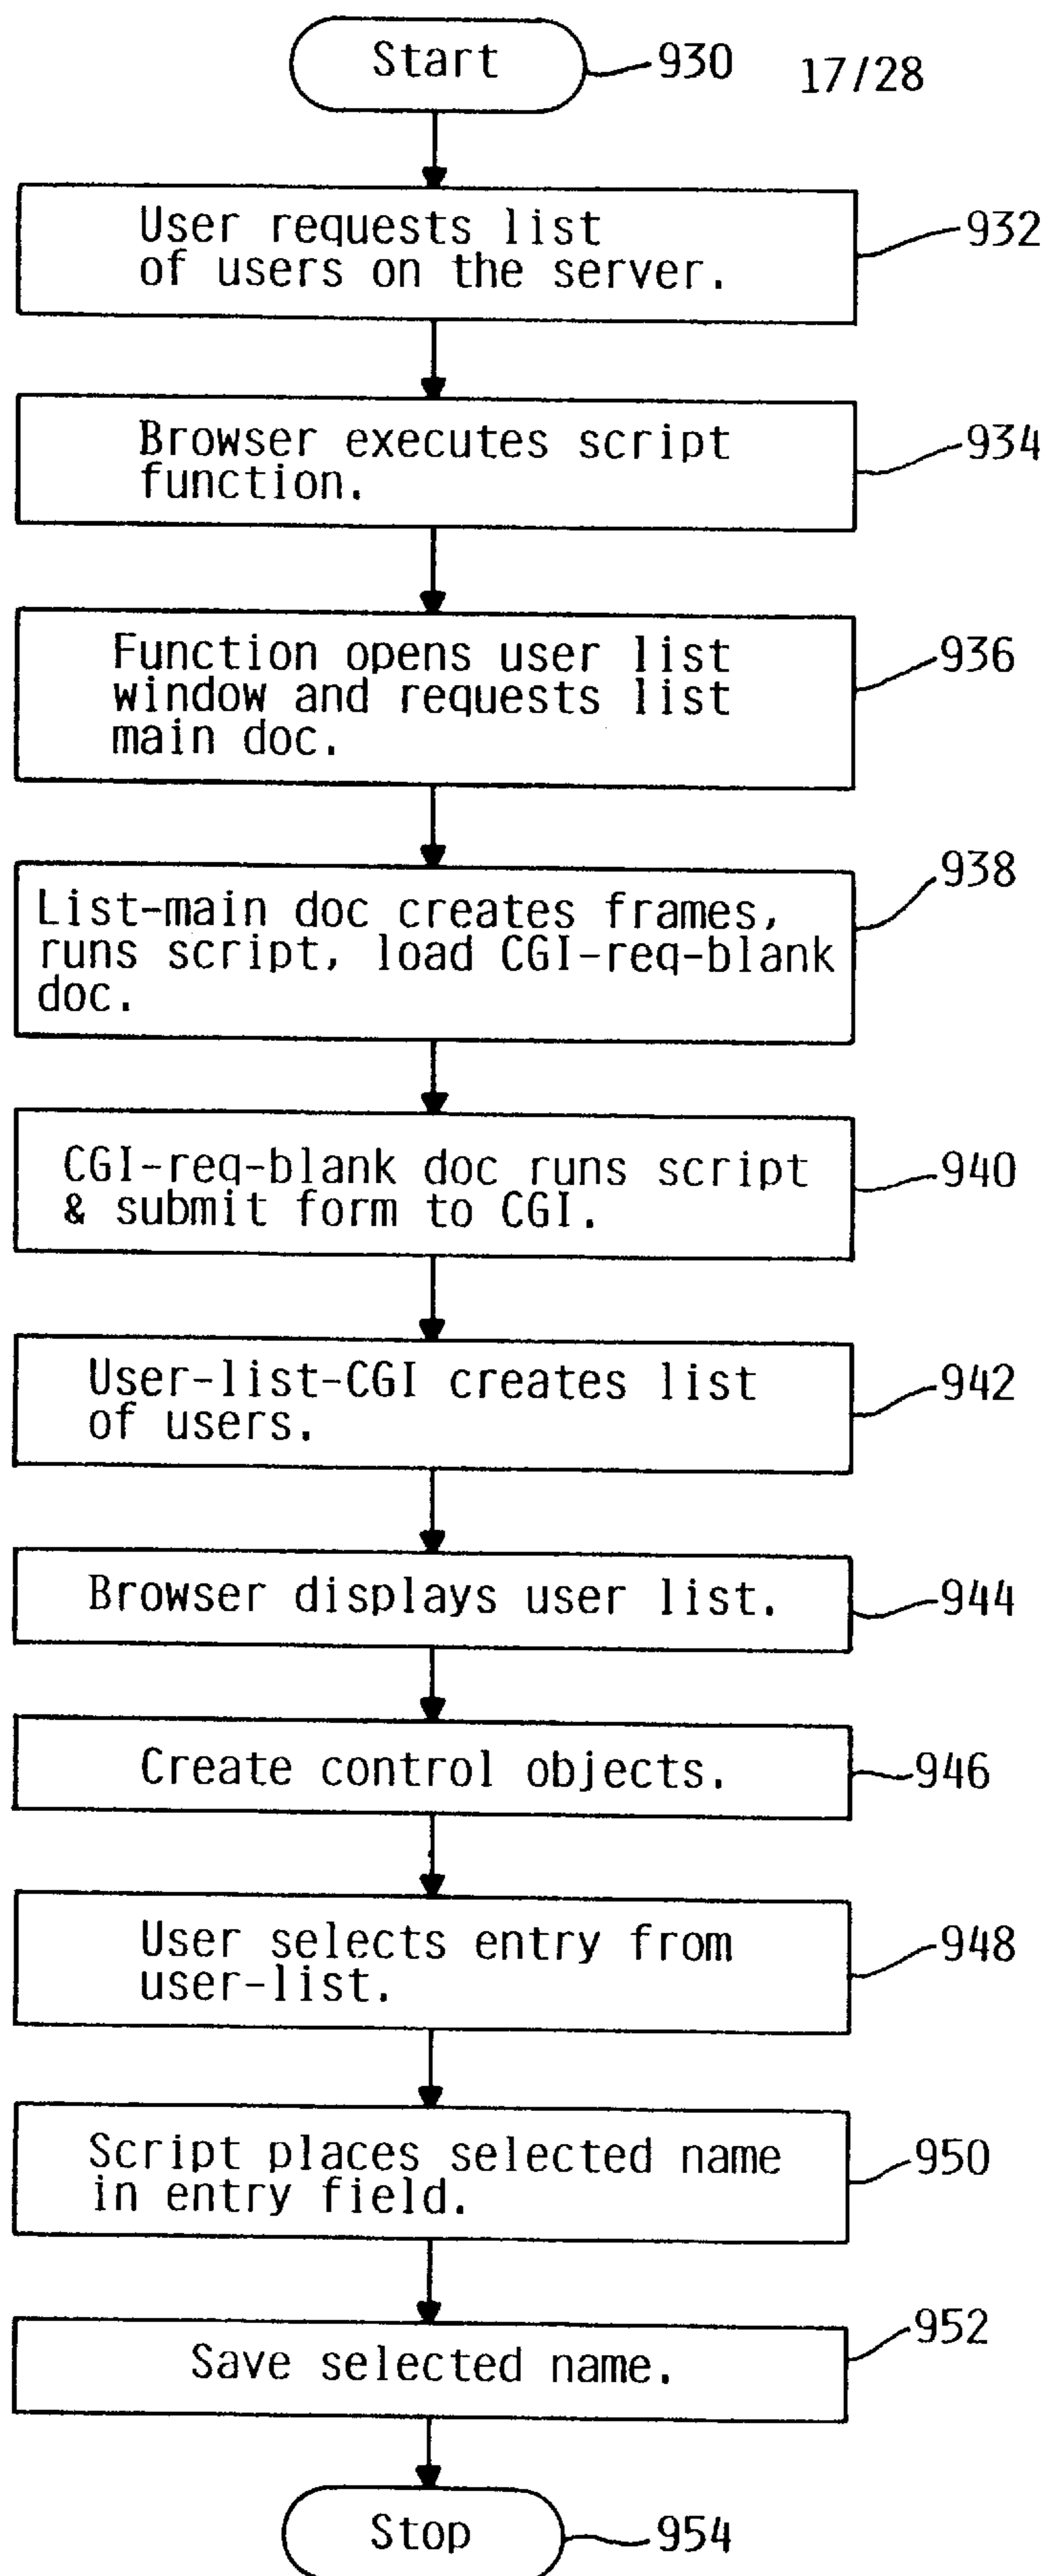 Start
930
17/28
User requests list
of users on the server.
932
Browser executes script
function.
934
Function opens user list
window and requests list
main doc.
936
List-main doc creates frames,
runs script, load CGI-req-blank
doc.
938
CGI-req-blank doc runs script
& submit form to CGI.
940
User-list-CGI creates list
of users.
942
Browser displays user list.
944
Create control objects.
946
User selects entry from
user-list.
948
Script places selected name
in entry field.
950
Save selected name.
952
Stop
954